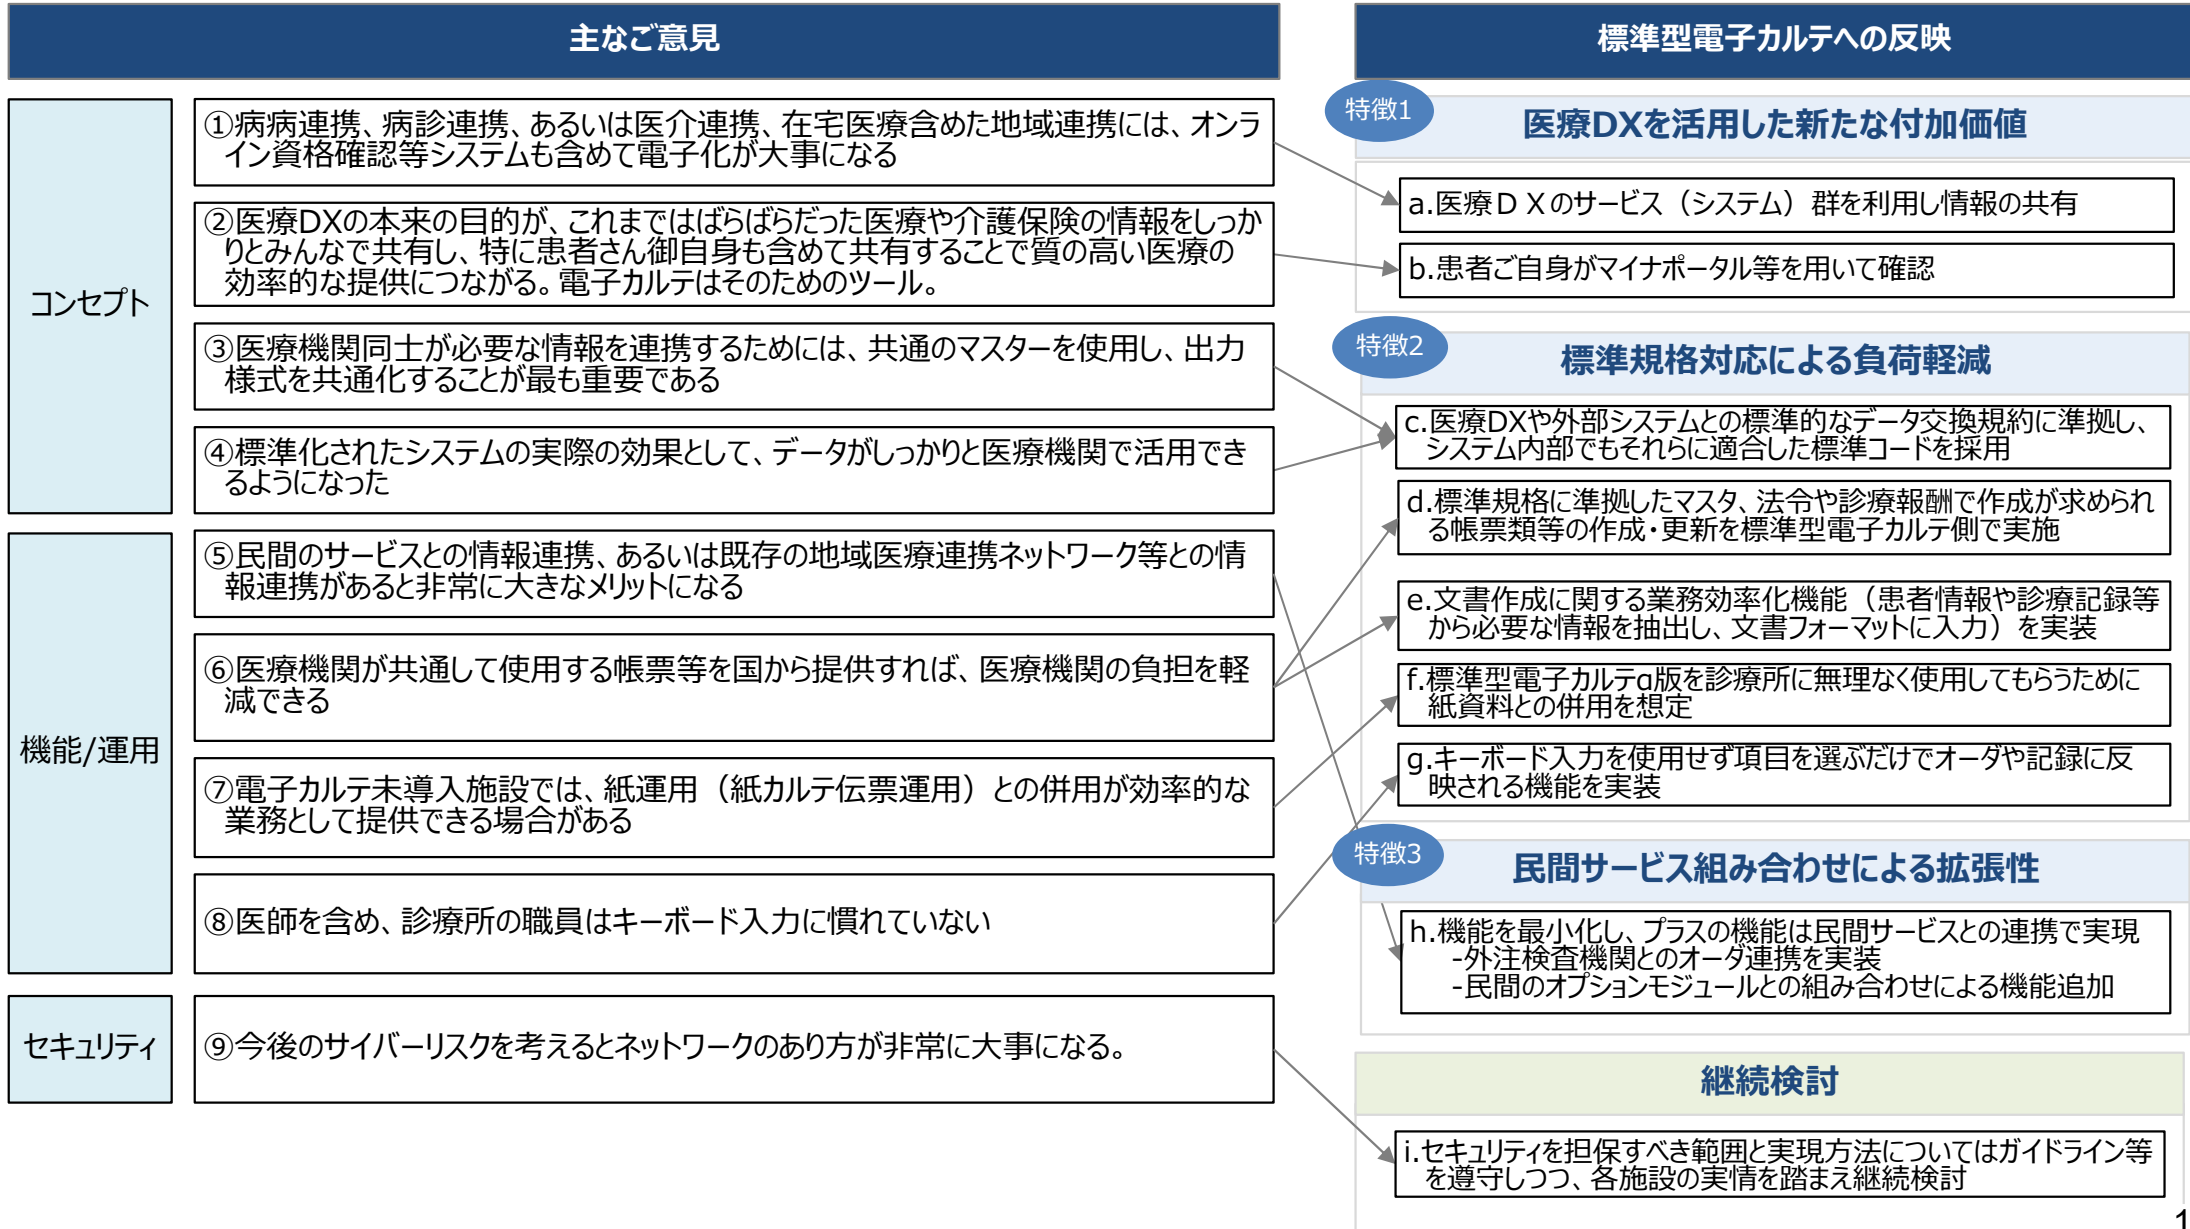 主なご意見
標準型電子カルテへの反映
コンセプト
①病病連携、病診連携、あるいは医介連携、在宅医療含めた地域連携には、オンラ
イン資格確認等システムも含めて電子化が大事になる
②医療DXの本来の目的が、これまではばらばらだった医療や介護保険の情報をしっか
りとみんなで共有し、特に患者さん御自身も含めて共有することで質の高い医療の
効率的な提供につながる。電子カルテはそのためのツール。
③医療機関同士が必要な情報を連携するためには、共通のマスターを使用し、出力
様式を共通化することが最も重要である
④標準化されたシステムの実際の効果として、データがしっかりと医療機関で活用でき
るようになった
機能/運用
⑤民間のサービスとの情報連携、あるいは既存の地域医療連携ネットワーク等との情
報連携があると非常に大きなメリットになる
⑥医療機関が共通して使用する帳票等を国から提供すれば、医療機関の負担を軽
減できる
⑦電子カルテ未導入施設では、紙運用（紙カルテ伝票運用）との併用が効率的な
業務として提供できる場合がある
⑧医師を含め、診療所の職員はキーボード入力に慣れていない
セキュリティ
⑨今後のサイバーリスクを考えるとネットワークのあり方が非常に大事になる。
特徴1
医療DXを活用した新たな付加価値
a.医療ＤＸのサービス（システム）群を利用し情報の共有
b.患者ご自身がマイナポータル等を用いて確認
特徴2
標準規格対応による負荷軽減
c.医療DXや外部システムとの標準的なデータ交換規約に準拠し、
システム内部でもそれらに適合した標準コードを採用
d.標準規格に準拠したマスタ、法令や診療報酬で作成が求められ
る帳票類等の作成・更新を標準型電子カルテ側で実施
e.文書作成に関する業務効率化機能（患者情報や診療記録等
から必要な情報を抽出し、文書フォーマットに入力）を実装
f.標準型電子カルテα版を診療所に無理なく使用してもらうために
紙資料との併用を想定
g.キーボード入力を使用せず項目を選ぶだけでオーダや記録に反
映される機能を実装
特徴3
民間サービス組み合わせによる拡張性
h.機能を最小化し、プラスの機能は民間サービスとの連携で実現
-外注検査機関とのオーダ連携を実装
-民間のオプションモジュールとの組み合わせによる機能追加
継続検討
i.セキュリティを担保すべき範囲と実現方法についてはガイドライン等
を遵守しつつ、各施設の実情を踏まえ継続検討
1